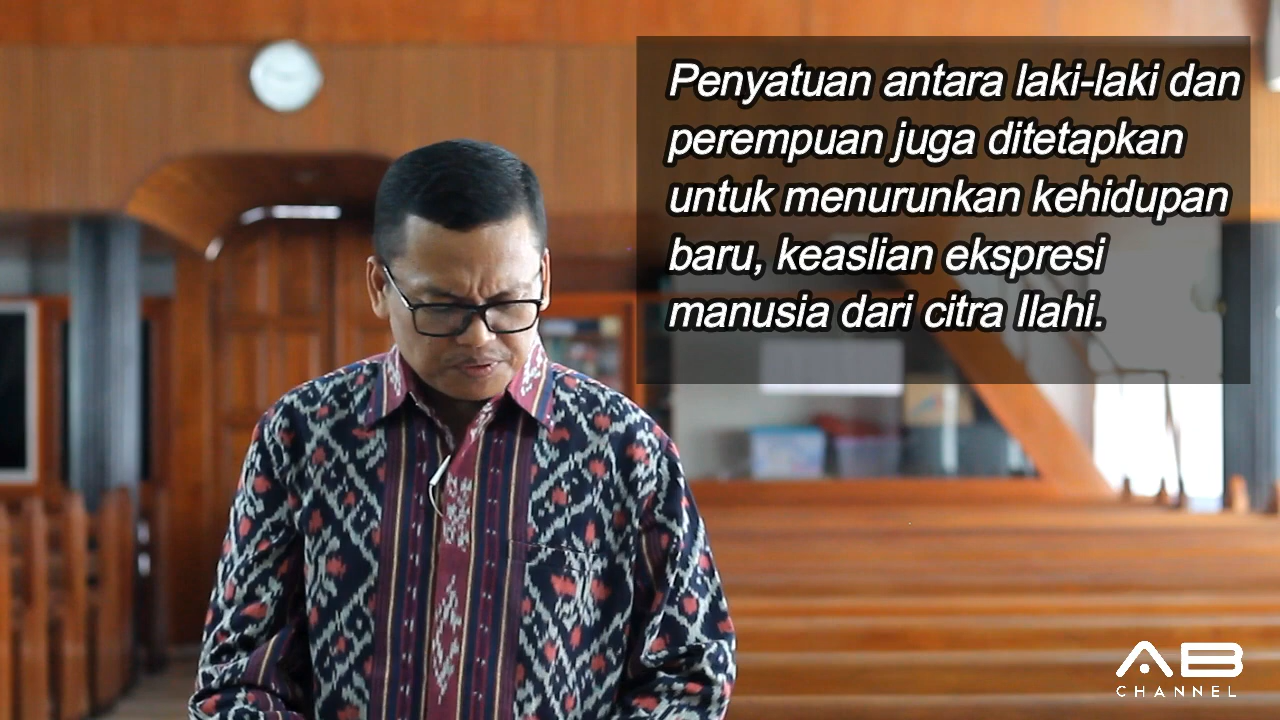 Penyatuan antara laki-laki dan
perempuan juga ditetapkan
untuk menurunkan kehidupan
baru, keaslian ekspresi
manusia dari citra Ilahi.
AB
CHANNEL